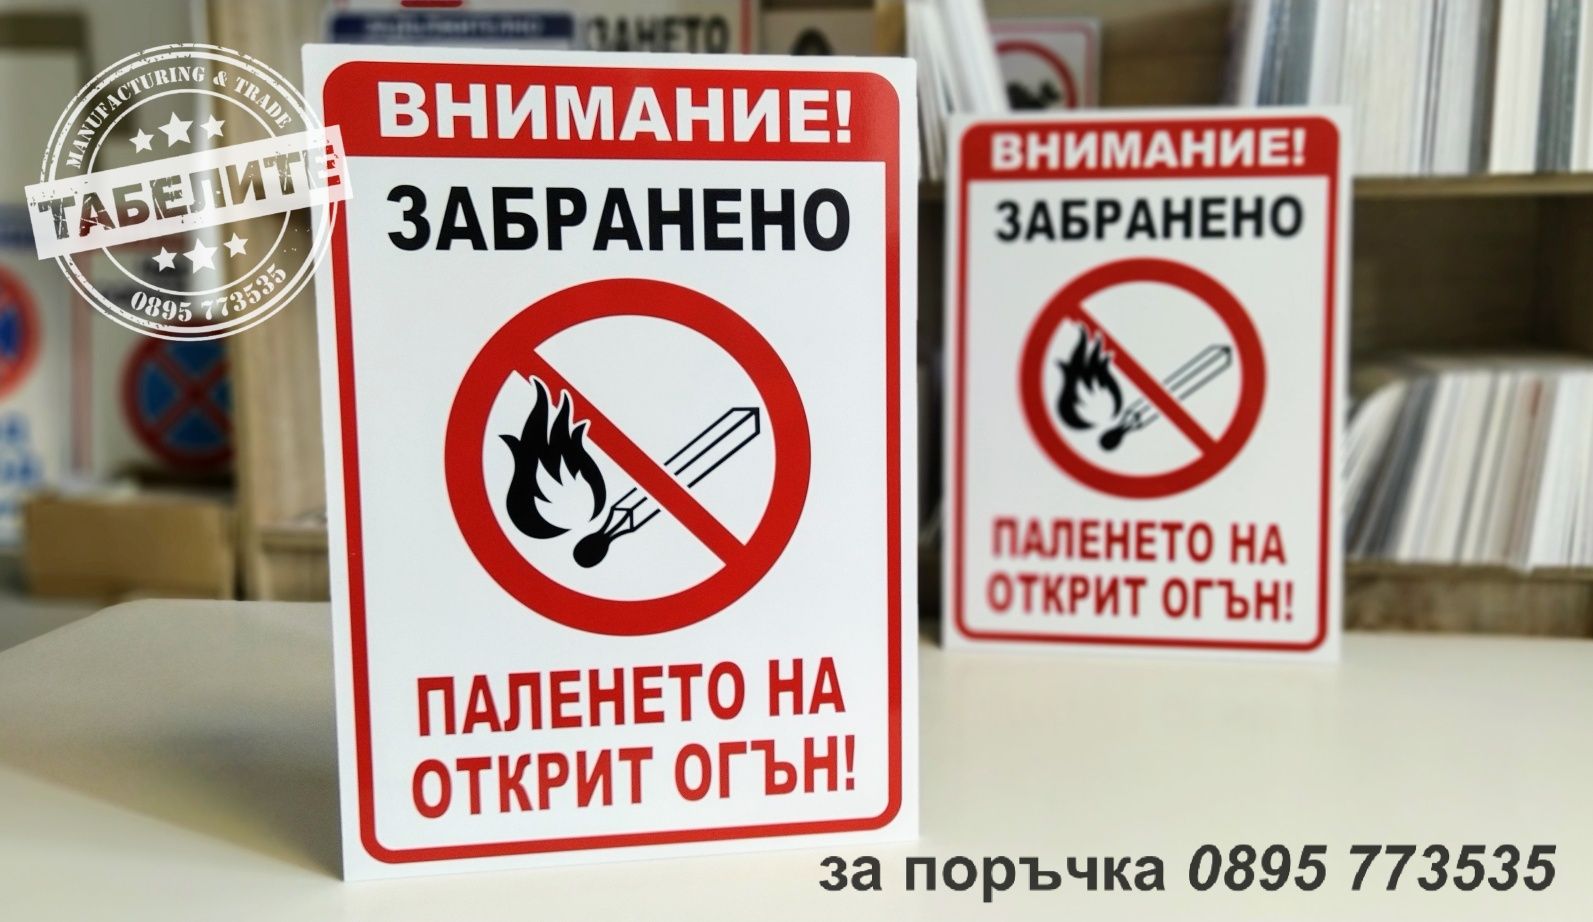 MANUFACTURING & TRADE
ТАБЕЛИТЕ
0895 773535
ВНИМАНИЕ!
ЗАБРАНЕНО
ПАЛЕНЕТО НА
ОТКРИТ ОГЪН!
ВНИМАНИЕ!
ЗАБРАНЕНО
ПАЛЕНЕТО НА
ОТКРИТ ОГЪН!
за поръчка 0895 773535